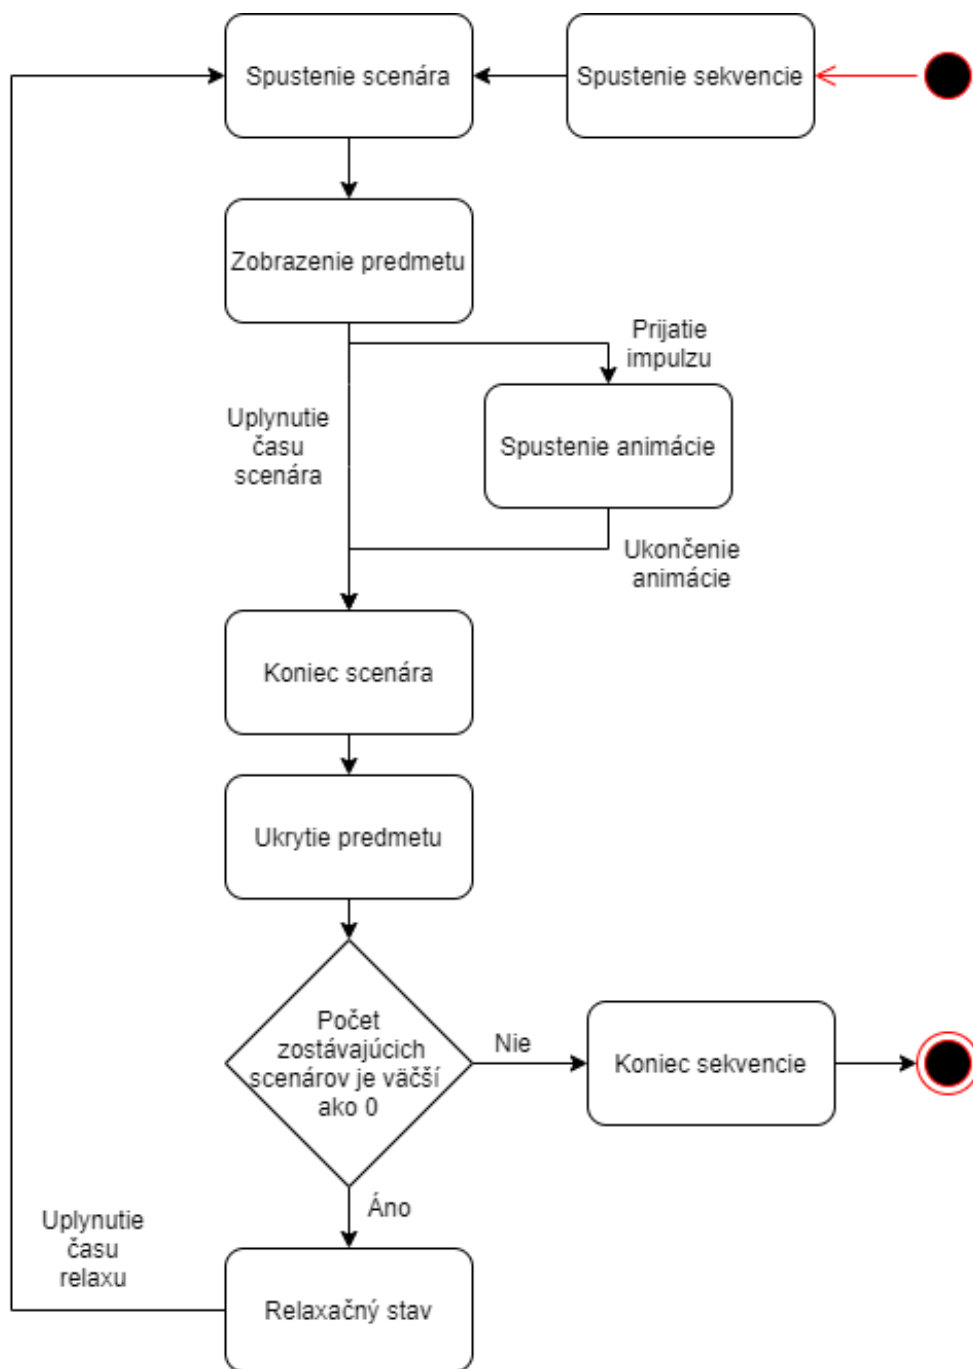 Spustenie scenára
Spustenie sekvencie
Zobrazenie predmetu
Prijatie
impulzu
Uplynutie
času
scenára
Spustenie animácie
Ukončenie
animácie
Koniec scenára
Ukrytie predmetu
Počet
zostávajúcich
scenárov je väčší
ako 0
Nie
Koniec sekvencie
Áno
Uplynutie
času
relaxu
Relaxačný stav